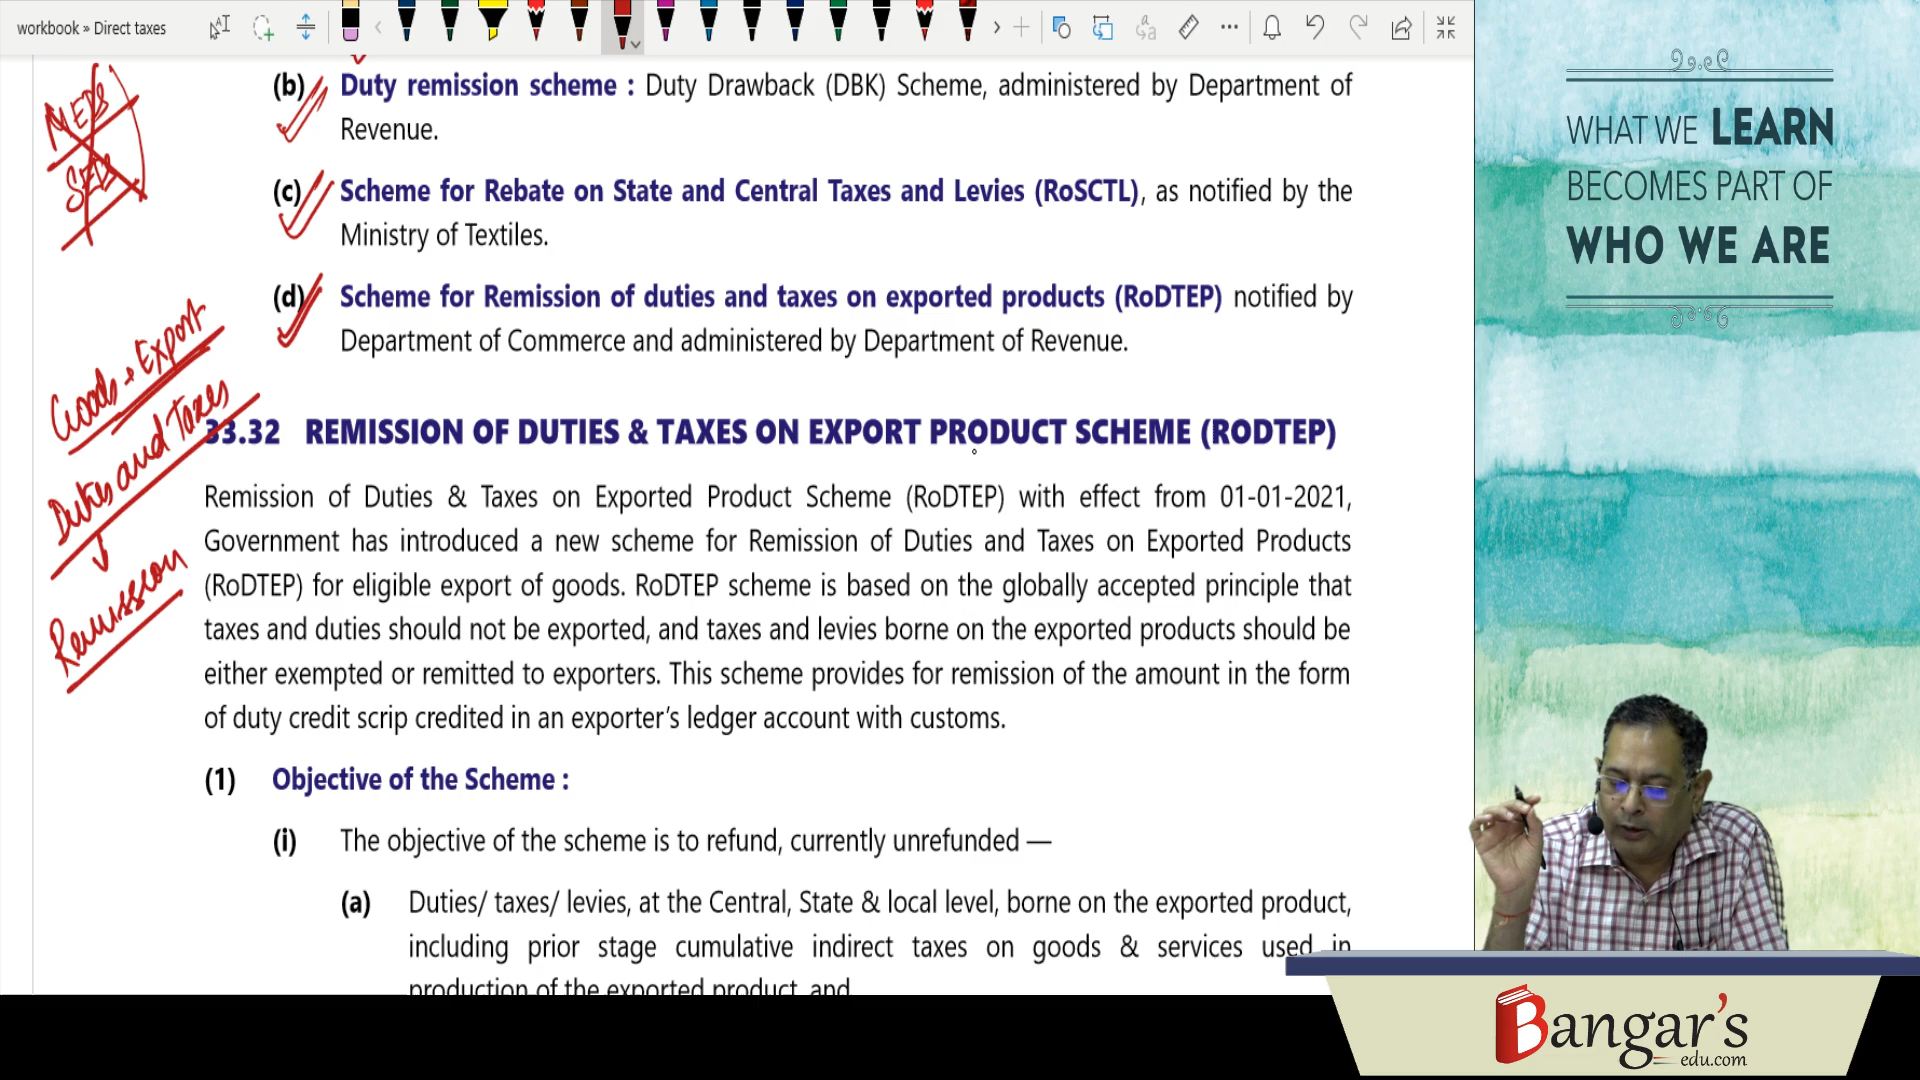 workbook » Direct taxes
(b) Duty remission scheme : Duty Drawback (DBK) Scheme, administered by Department of
Revenue.
(c) Scheme for Rebate on State and Central Taxes and Levies (RoSCTL), as notified by the
Ministry of Textiles.
(d) Scheme for Remission of duties and taxes on exported products (RoDTEP) notified by
Department of Commerce and administered by Department of Revenue.
33.32 REMISSION OF DUTIES & TAXES ON EXPORT PRODUCT SCHEME (RODTEP)
Remission of Duties & Taxes on Exported Product Scheme (RoDTEP) with effect from 01-01-2021,
Government has introduced a new scheme for Remission of Duties and Taxes on Exported Products
(RoDTEP) for eligible export of goods. RoDTEP scheme is based on the globally accepted principle that
taxes and duties should not be exported, and taxes and levies borne on the exported products should be
either exempted or remitted to exporters. This scheme provides for remission of the amount in the form
of duty credit scrip credited in an exporter's ledger account with customs.
(1) Objective of the Scheme :
(i) The objective of the scheme is to refund, currently unrefunded —
(a) Duties/ taxes/ levies, at the Central, State & local level, borne on the exported product,
including prior stage cumulative indirect taxes on goods & services used in
production of the exported product, and
Goods Export
Duties and Taxes
Remission
WHAT WE LEARN
BECOMES PART OF
WHO WE ARE
Bangar's
edu.com